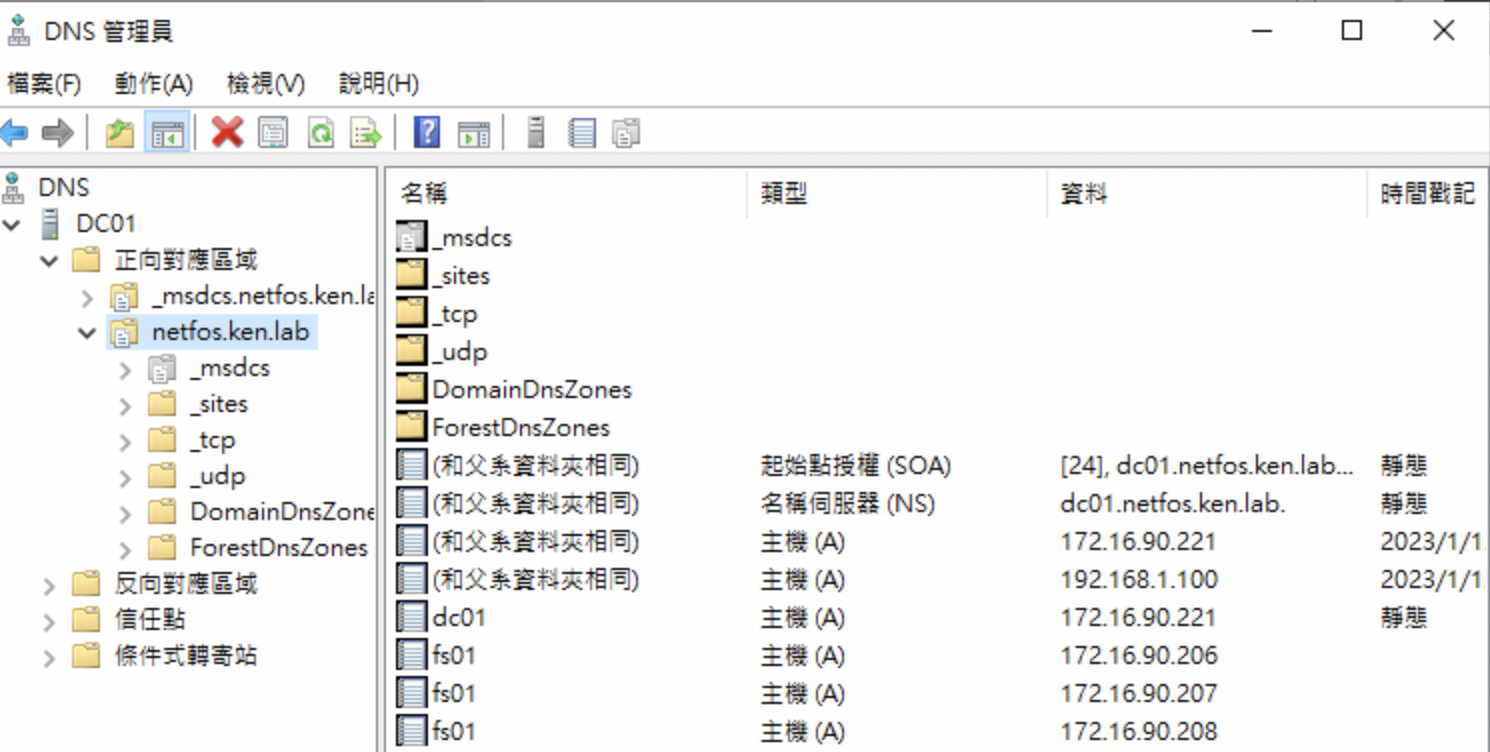 DNS 管理員
檔案(F) 動作(A) 檢視(V) 說明(H)
DNS
DC01
正向對應區域
_msdcs.netfos.ken.la
netfos.ken.lab
_msdcs
_sites
_tcp
_udp
DomainDnsZone
ForestDnsZones
反向對應區域
信任點
條件式轉寄站
名稱 類型 資料 時間戳記
_msdcs
_sites
_tcp
_udp
DomainDnsZones
ForestDnsZones
(和父系資料夾相同) 起始點授權 (SOA) [24], dc01.netfos.ken.lab... 靜態
(和父系資料夾相同) 名稱伺服器 (NS) dc01.netfos.ken.lab. 靜態
(和父系資料夾相同) 主機 (A) 172.16.90.221 2023/1/1
(和父系資料夾相同) 主機 (A) 192.168.1.100 2023/1/1
dc01 主機 (A) 172.16.90.221 靜態
fs01 主機 (A) 172.16.90.206
fs01 主機 (A) 172.16.90.207
fs01 主機 (A) 172.16.90.208